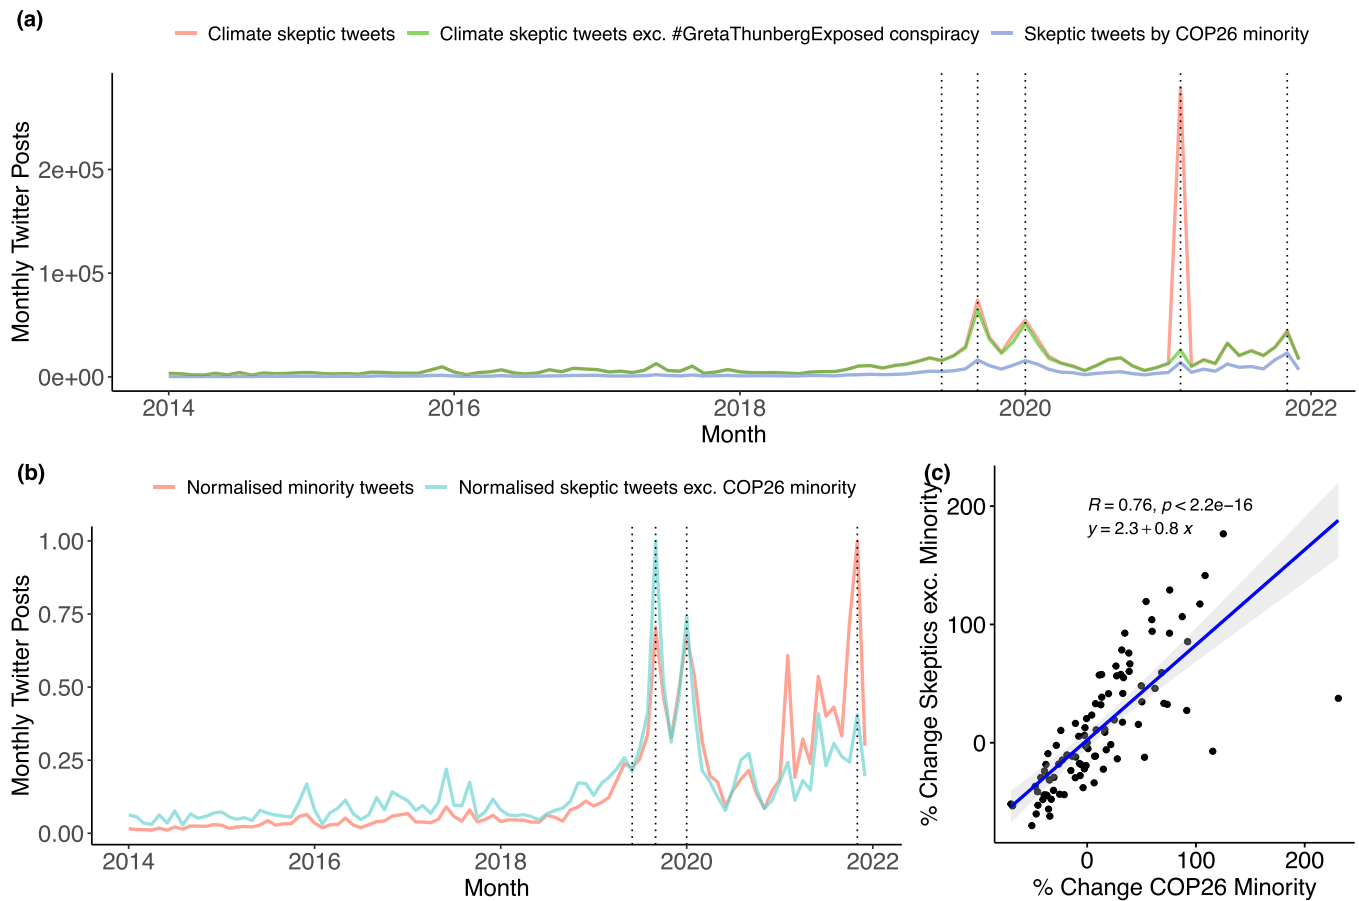 (a)
Climate skeptic tweets Climate skeptic tweets exc. #GretaThunbergExposed conspiracy Skeptic tweets by COP26 minority
Monthly Twitter Posts
2e+05
1e+05
0e+00
2014 2016 2018 2020 2022
Month
(b)
Normalised minority tweets Normalised skeptic tweets exc. COP26 minority
Monthly Twitter Posts
1.00
0.75
0.50
0.25
0.00
2014 2016 2018 2020 2022
Month
(c)
% Change Skeptics exc. Minority
R = 0.76, p < 2.2e−16
y = 2.3 + 0.8 x
200
100
0
0 100 200
% Change COP26 Minority